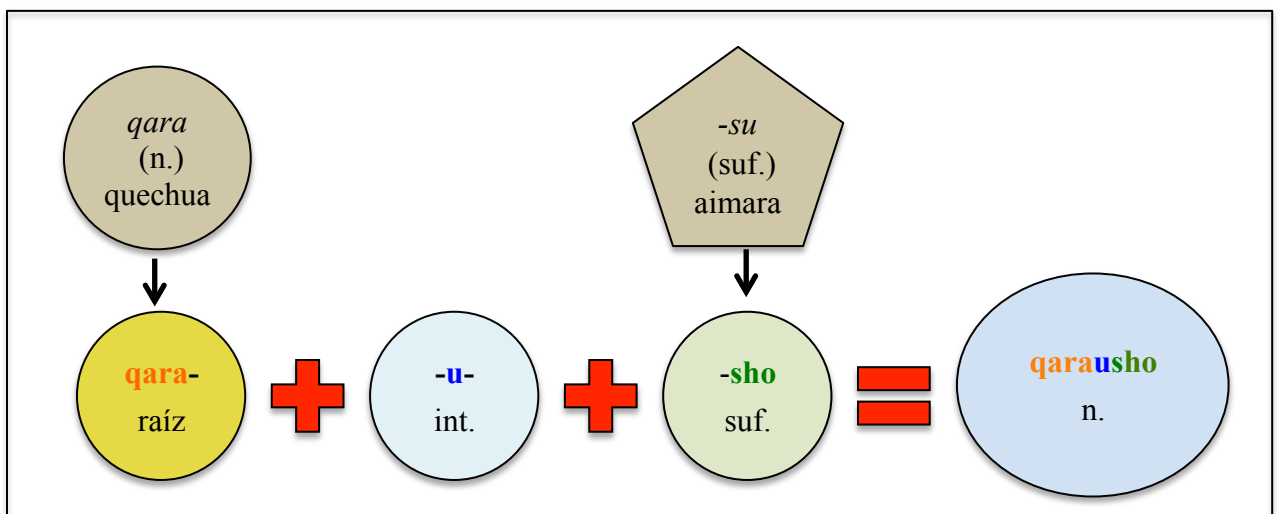 qara
(n.)
quechua
-su
(suf.)
aimara
qara-
raíz
-u-
int.
-sho
suf.
qarausho
n.